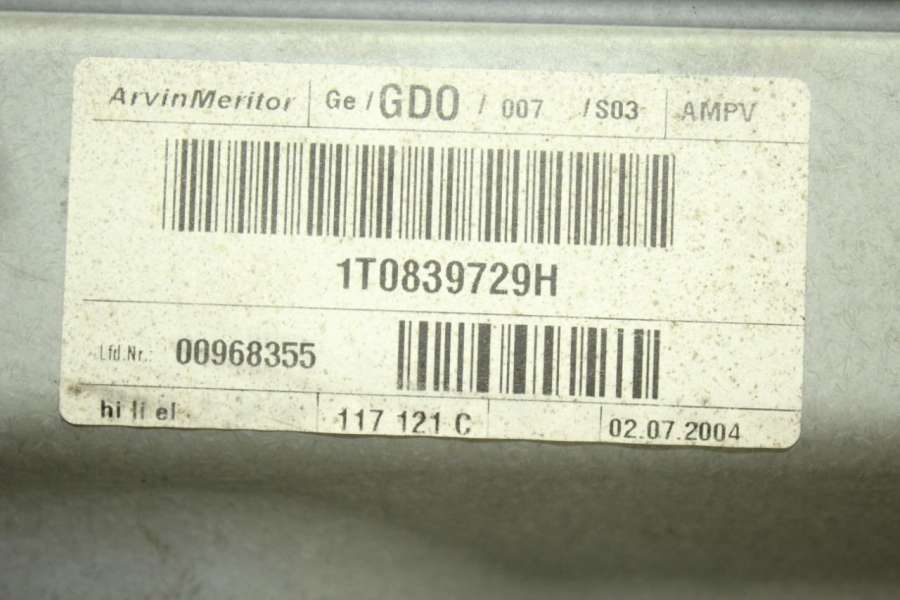 ArvinMeritor Ge / GDO / 007 / S03 AMPV
1T0839729H
Lfd.Nr.: 00968355
hi li el 117 121 C 02.07.2004